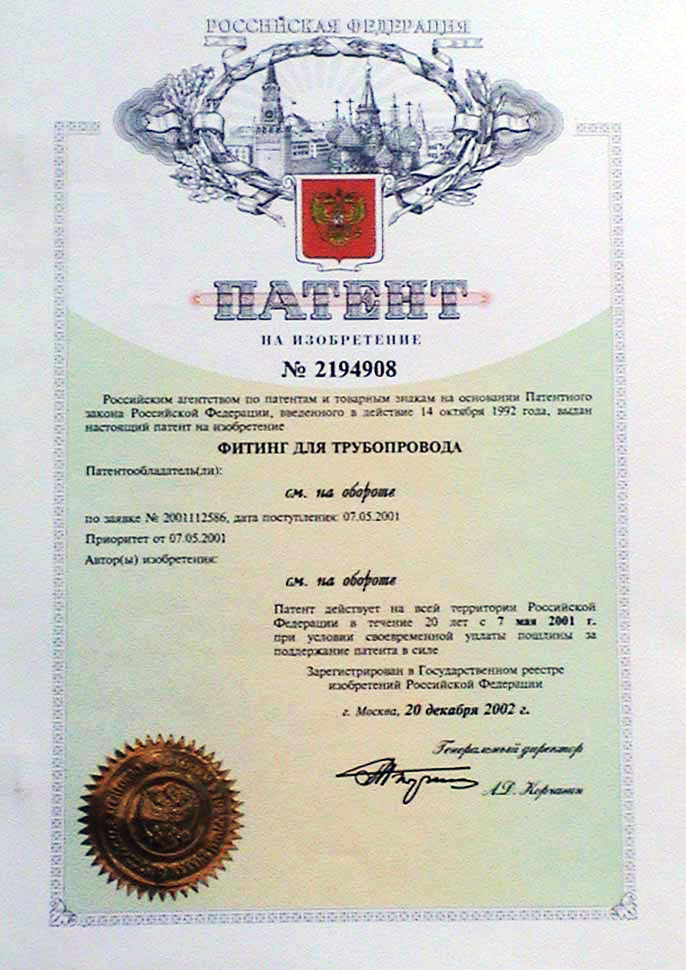 РОССИЙСКАЯ ФЕДЕРАЦИЯ
ПАТЕНТ
НА ИЗОБРЕТЕНИЕ
№ 2194908
Российским агентством по патентам и товарным знакам на основании Патентного
закона Российской Федерации, введенного в действие 14 октября 1992 года, выдан
настоящий патент на изобретение
ФИТИНГ ДЛЯ ТРУБОПРОВОДА
Патентообладатель(ли):
см. на обороте
по заявке № 2001112586, дата поступления: 07.05.2001
Приоритет от 07.05.2001
Автор(ы) изобретения:
см. на обороте
Патент действует на всей территории Российской
Федерации в течение 20 лет с 7 мая 2001 г.
при условии своевременной уплаты пошлины за
поддержание патента в силе
Зарегистрирован в Государственном реестре
изобретений Российской Федерации
г. Москва, 20 декабря 2002 г.
Генеральный директор
А.Д. Корчагин